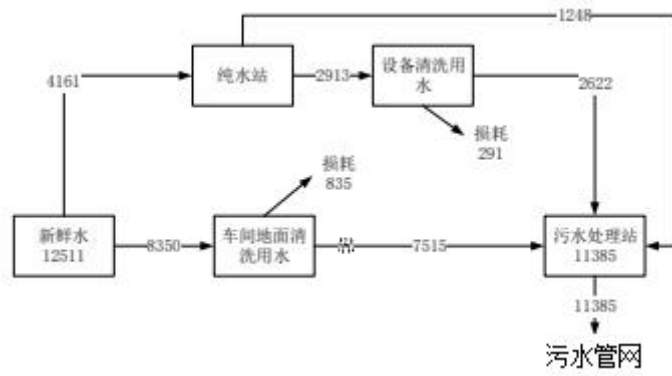 1248
4161
纯水站
2913
设备清洗用
水
2622
损耗
291
损耗
835
新鲜水
12511
8350
车间地面清
洗用水
7515
污水处理站
11385
11385
污水管网